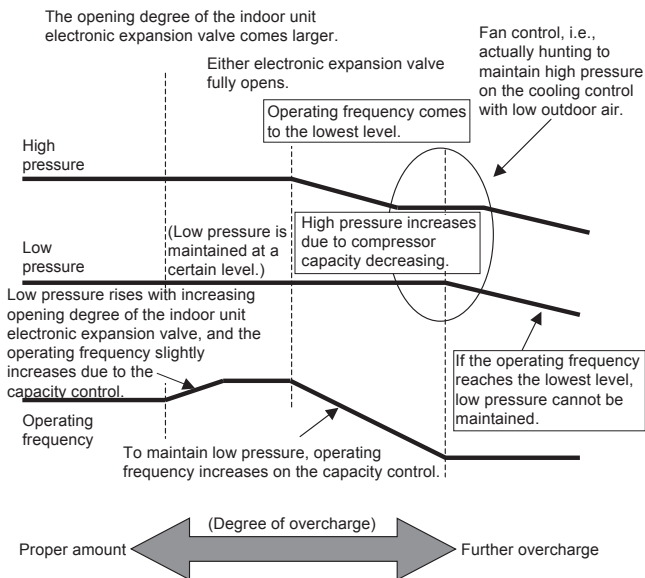 The opening degree of the indoor unit
electronic expansion valve comes larger.
Either electronic expansion valve
fully opens.
Fan control, i.e.,
actually hunting to
maintain high pressure
on the cooling control
with low outdoor air.
Operating frequency comes
to the lowest level.
High
pressure
(Low pressure is
maintained at a
certain level.)
High pressure increases
due to compressor
capacity decreasing.
Low
pressure
Low pressure rises with increasing
opening degree of the indoor unit
electronic expansion valve, and the
operating frequency slightly
increases due to the
capacity control.
If the operating frequency
reaches the lowest level,
low pressure cannot be
maintained.
Operating
frequency
To maintain low pressure, operating
frequency increases on the capacity control.
(Degree of overcharge)
Proper amount
Further overcharge